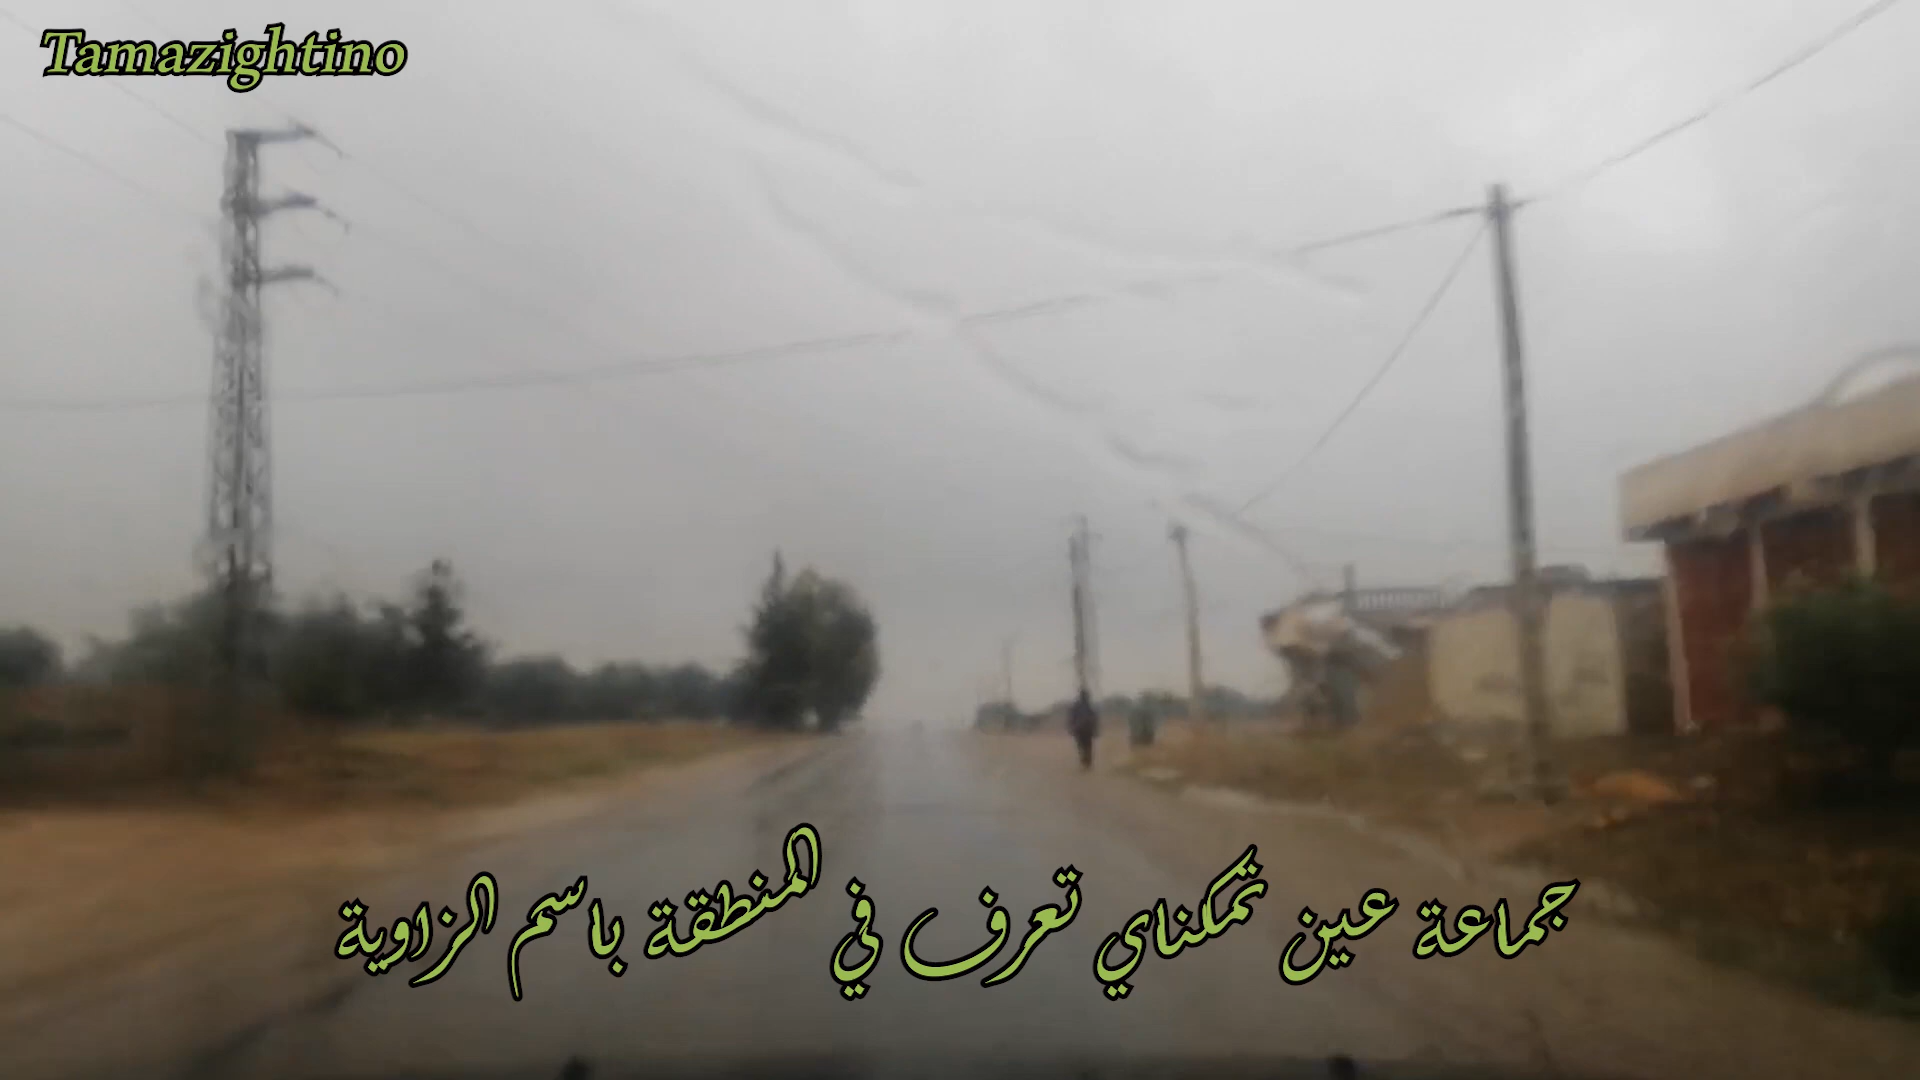 Tamazightino
جماعة عين تمكناي تعرف في المنطقة باسم الزاوية